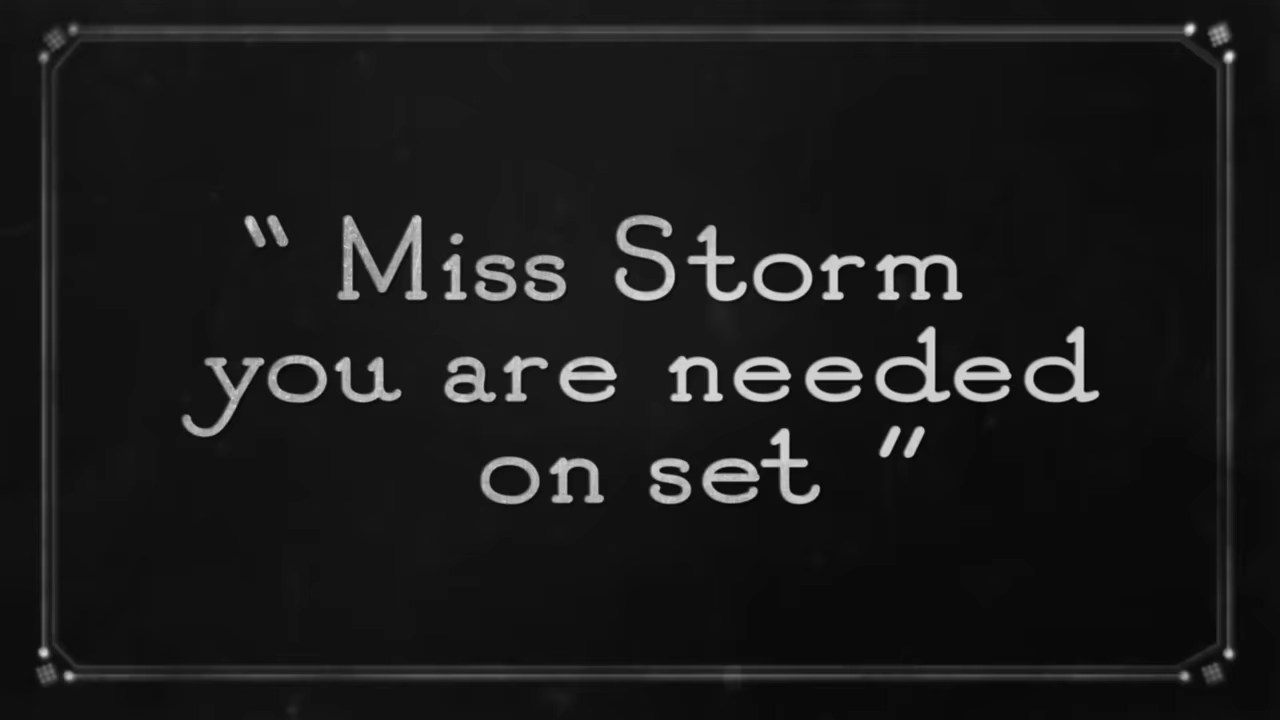 “ Miss Storm
you are needed
on set ”